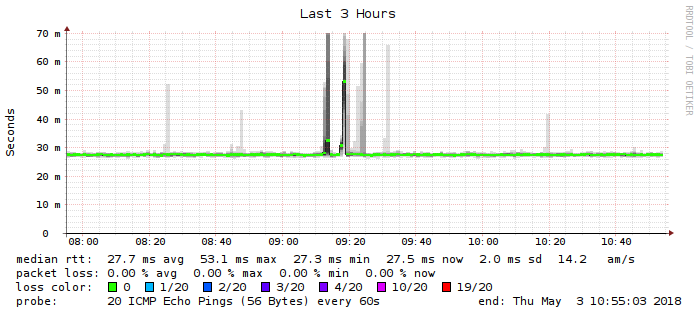 Last 3 Hours
RRDTOOL / TOBI OETIKER
Seconds
70 m
60 m
50 m
40 m
30 m
20 m
10 m
0
08:00 08:20 08:40 09:00 09:20 09:40 10:00 10:20 10:40
median rtt: 27.7 ms avg 53.1 ms max 27.3 ms min 27.5 ms now 2.0 ms sd 14.2 am/s
packet loss: 0.00 % avg 0.00 % max 0.00 % min 0.00 % now
loss color: 0 1/20 2/20 3/20 4/20 10/20 19/20
probe: 20 ICMP Echo Pings (56 Bytes) every 60s end: Thu May 3 10:55:03 2018